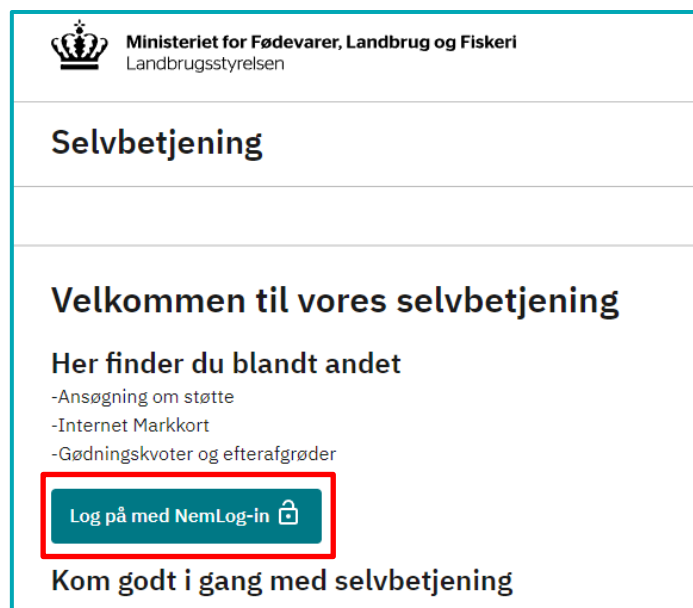 Ministeriet for Fødevarer, Landbrug og Fiskeri
Landbrugsstyrelsen
Selvbetjening
Velkommen til vores selvbetjening
Her finder du blandt andet
-Ansøgning om støtte
-Internet Markkort
-Gødningskvoter og efterafgrøder
Log på med NemLog-in
Kom godt i gang med selvbetjening